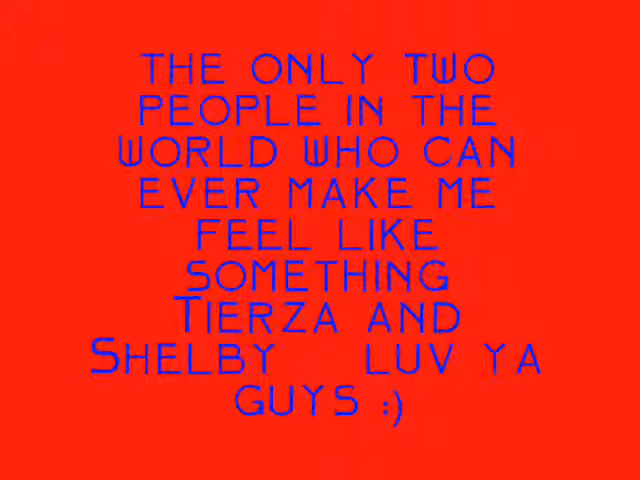 THE ONLY TWO
PEOPLE IN THE
WORLD WHO CAN
EVER MAKE ME
FEEL LIKE
SOMETHING
TIERZA AND
SHELBY LUV YA
GUYS :)